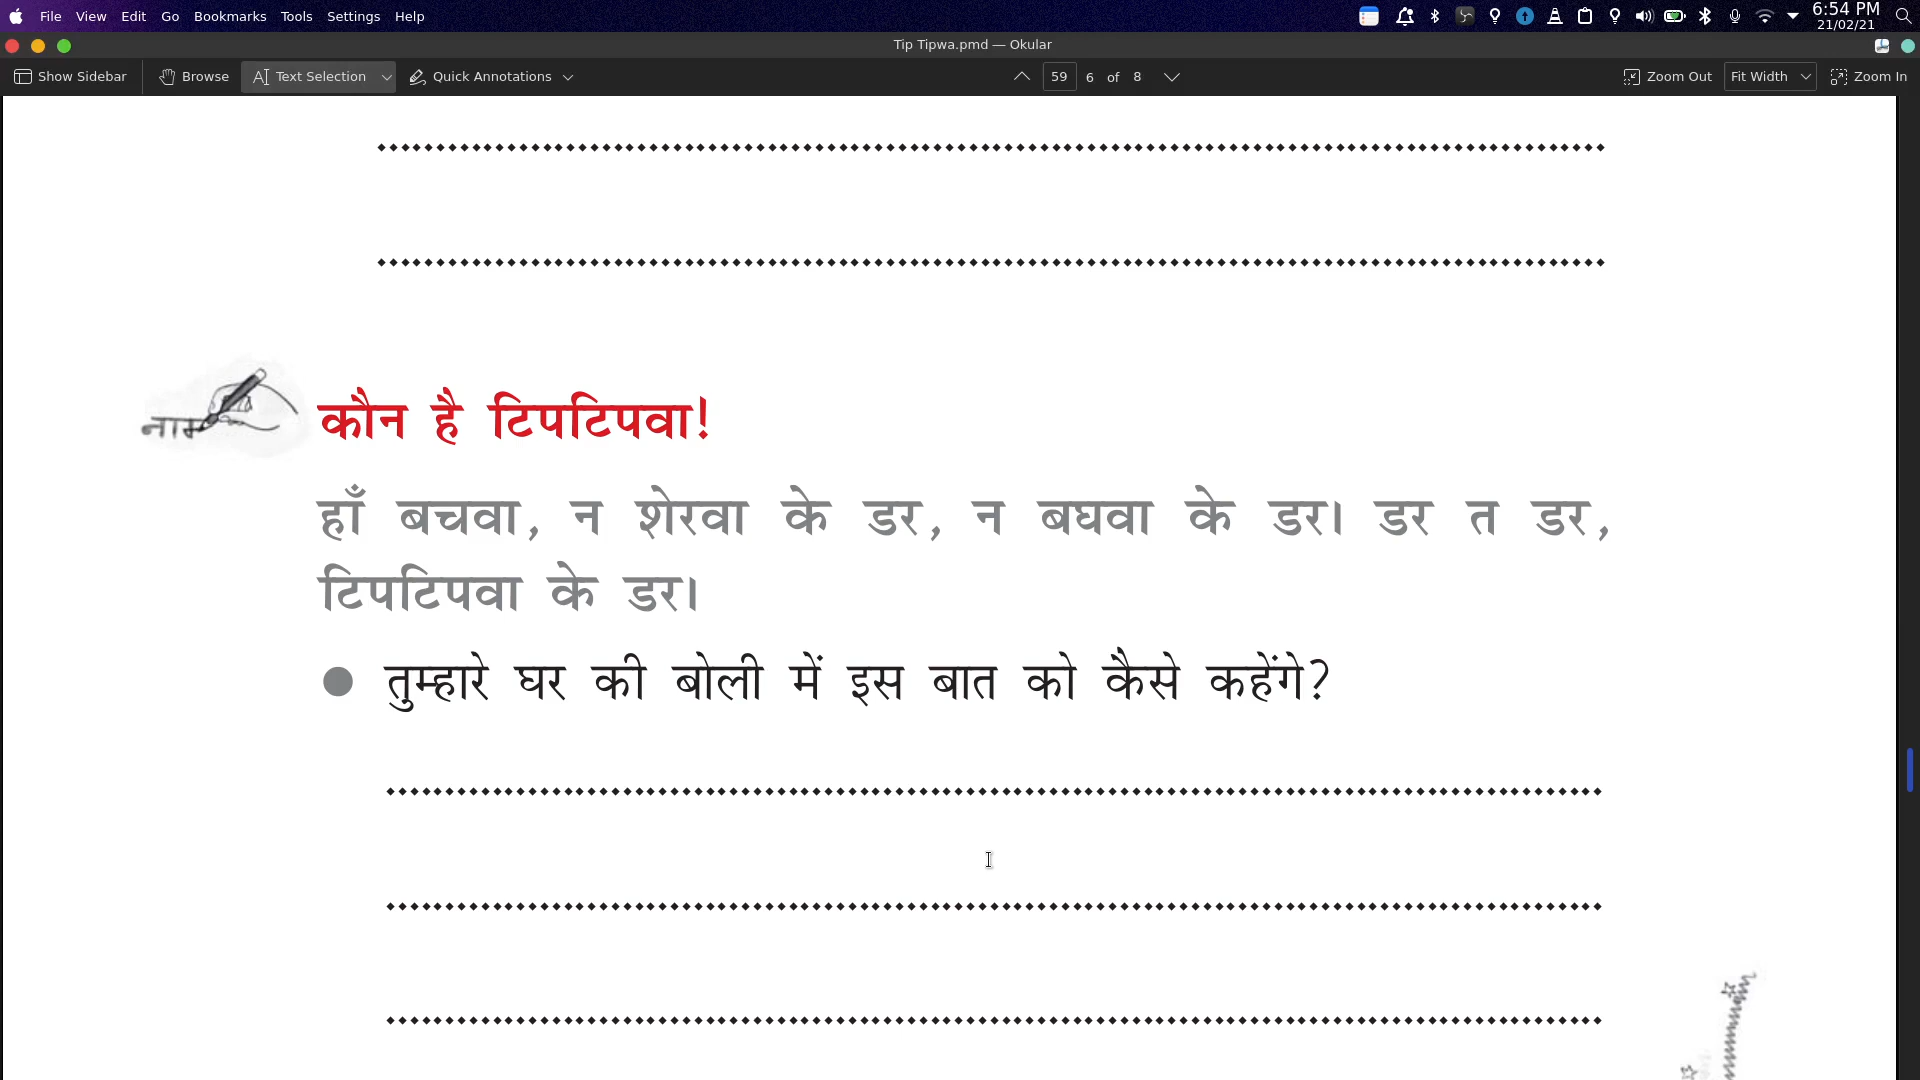 File View Edit Go Bookmarks Tools Settings Help 6:54 PM
21/02/21
Tip Tipwa.pmd — Okular
Show Sidebar Browse Text Selection Quick Annotations 59 6 of 8 Zoom Out Fit Width Zoom In
नाम
कौन है टिपटिपवा!
हाँ बचवा, न शेरवा के डर, न बघवा के डर। डर त डर,
टिपटिपवा के डर।
तुम्हारे घर की बोली में इस बात को कैसे कहेंगे?